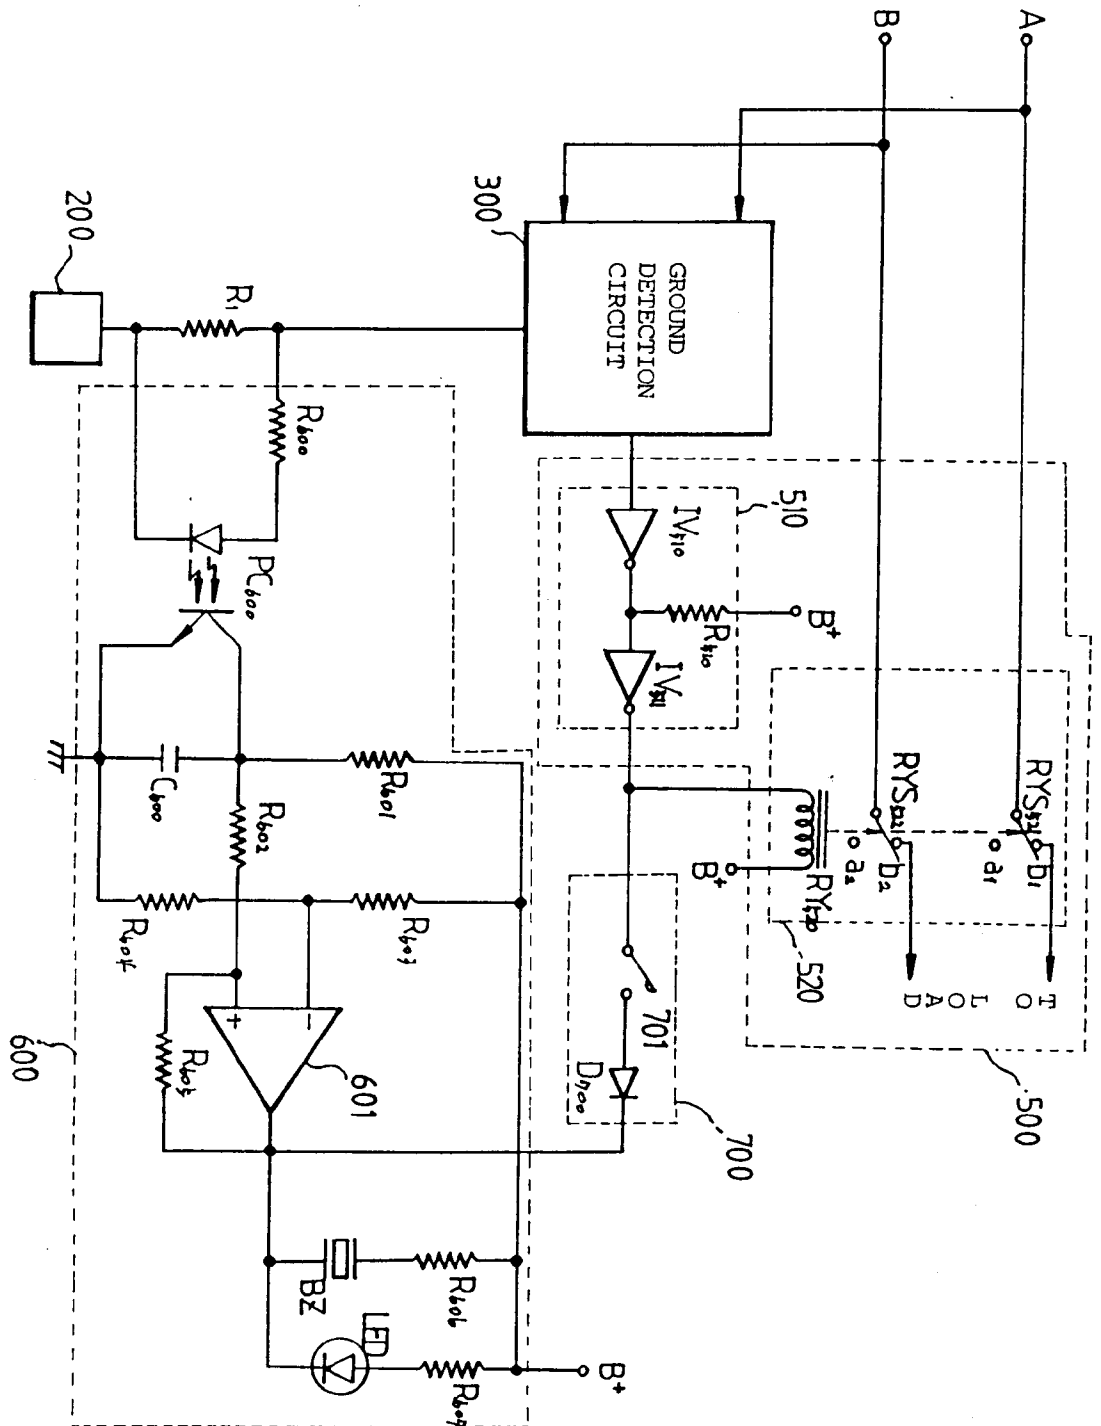 A
B
GROUND
DETECTION
CIRCUIT
300
200
R₁
R₆₀₀
PC₆₀₀
510
IV₅₁₀
R₅₁₀
B⁺
IV₅₁₁
RYS₅₂₁
b₁
a₁
RYS₅₂₁
b₂
a₂
RY₅₂₀
B⁺
520
TO
LOAD
500
701
D₇₀₀
700
C₆₀₀
R₆₀₁
R₆₀₂
R₆₀₃
R₆₀₄
R₆₀₅
+
−
601
600
BZ
R₆₀₆
LED
R₆₀₇
B⁺